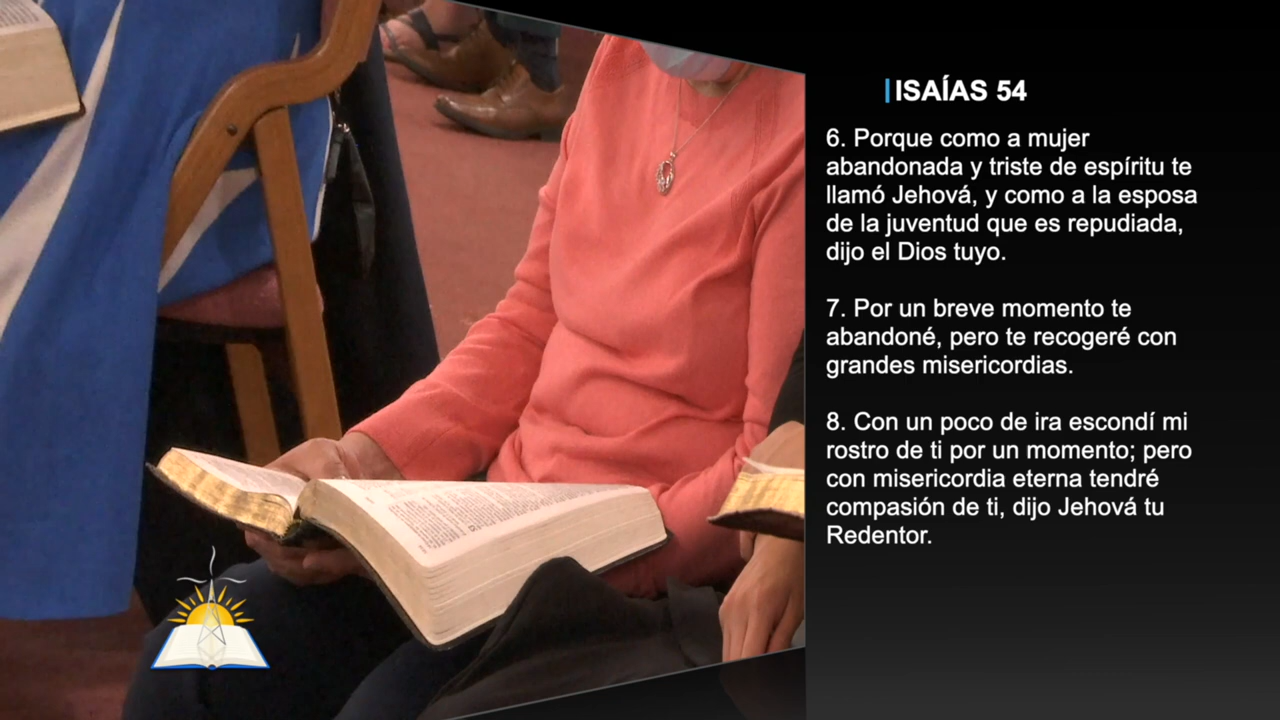 ISAÍAS 54
6. Porque como a mujer
abandonada y triste de espíritu te
llamó Jehová, y como a la esposa
de la juventud que es repudiada,
dijo el Dios tuyo.
7. Por un breve momento te
abandoné, pero te recogeré con
grandes misericordias.
8. Con un poco de ira escondí mi
rostro de ti por un momento; pero
con misericordia eterna tendré
compasión de ti, dijo Jehová tu
Redentor.